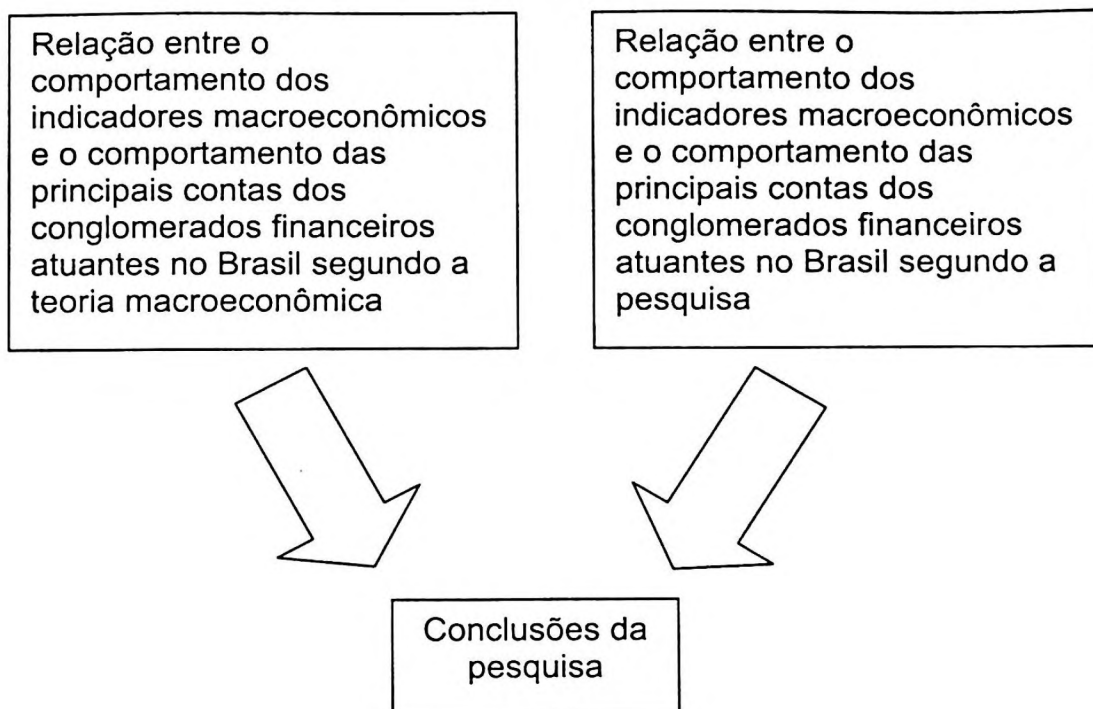 Relação entre o
comportamento dos
indicadores macroeconômicos
e o comportamento das
principais contas dos
conglomerados financeiros
atuantes no Brasil segundo a
teoria macroeconômica
Relação entre o
comportamento dos
indicadores macroeconômicos
e o comportamento das
principais contas dos
conglomerados financeiros
atuantes no Brasil segundo a
pesquisa
Conclusões da
pesquisa